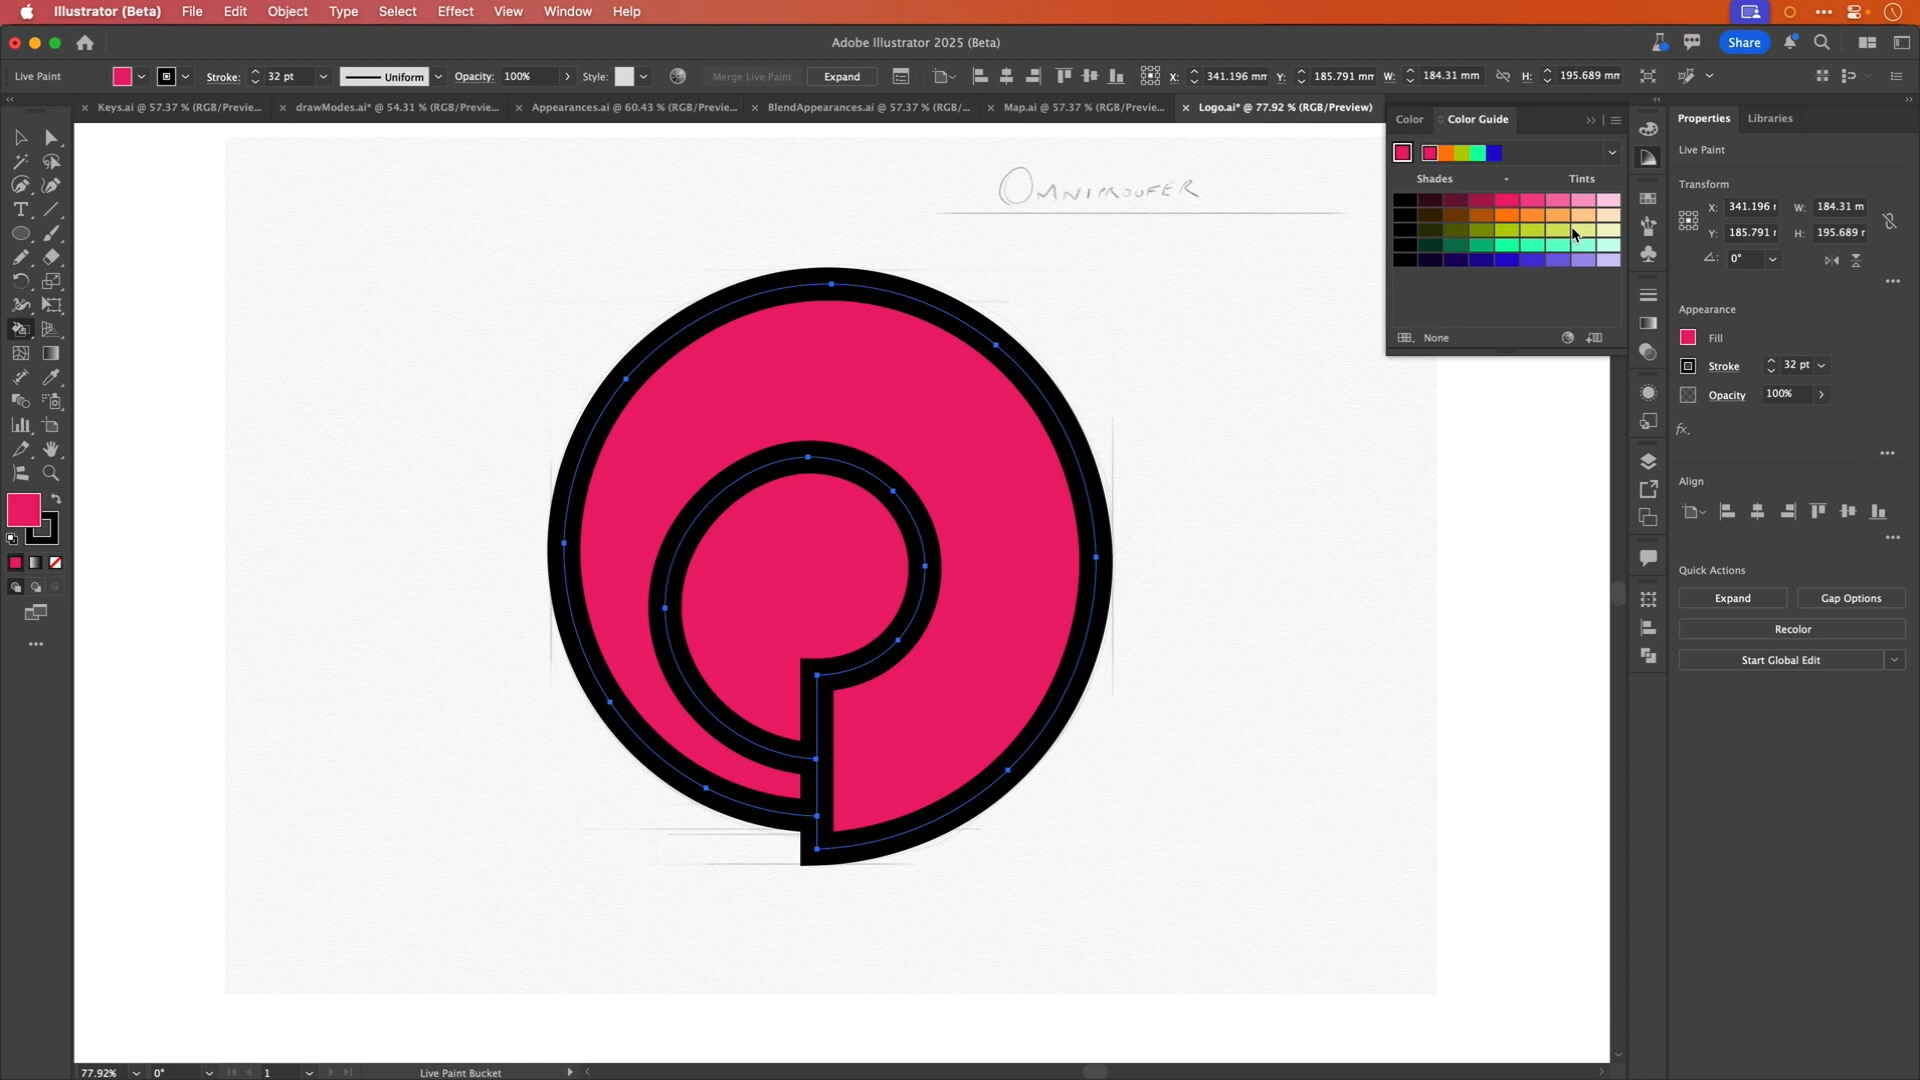 Illustrator (Beta) File Edit Object Type Select Effect View Window Help
Adobe Illustrator 2025 (Beta) Share
Live Paint Stroke: 32 pt Uniform Opacity: 100% Style: Merge Live Paint Expand X: 341.196 mm Y: 185.791 mm W: 184.31 mm H: 195.689 mm
Keys.ai @ 57.37 % (RGB/Previe... drawModes.ai* @ 54.31 % (RGB/Previe... Appearances.ai @ 60.43 % (RGB/Previe... BlendAppearances.ai @ 57.37 % (RGB/... Map.ai @ 57.37 % (RGB/Previe... Logo.ai* @ 77.92 % (RGB/Preview)
Color Color Guide
Shades Tints
None
Properties Libraries
Live Paint
Transform
X: 341.196 r W: 184.31 m
Y: 185.791 r H: 195.689 r
0°
Appearance
Fill
Stroke 32 pt
Opacity 100%
fx.
Align
Quick Actions
Expand Gap Options
Recolor
Start Global Edit
OMNIPROOFER
77.92% 0° 1 Live Paint Bucket